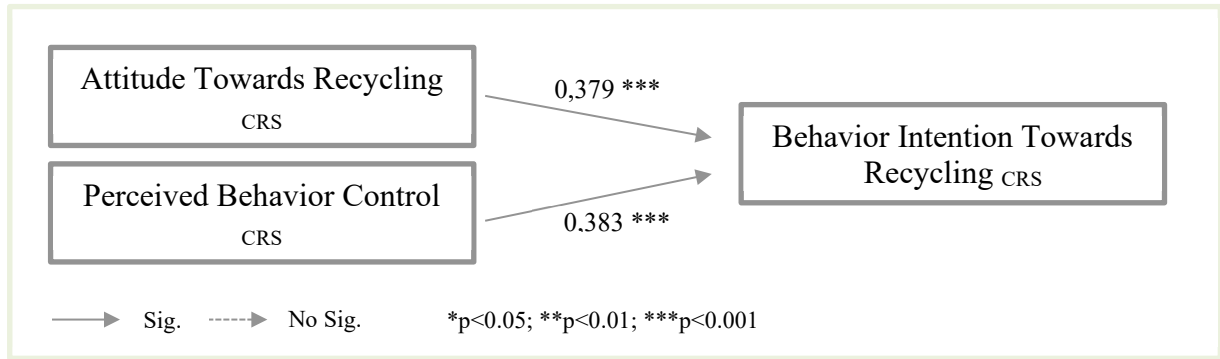 Attitude Towards Recycling
CRS
0,379 ***
Behavior Intention Towards
Recycling CRS
Perceived Behavior Control
CRS
0,383 ***
Sig.
No Sig.
*p<0.05; **p<0.01; ***p<0.001